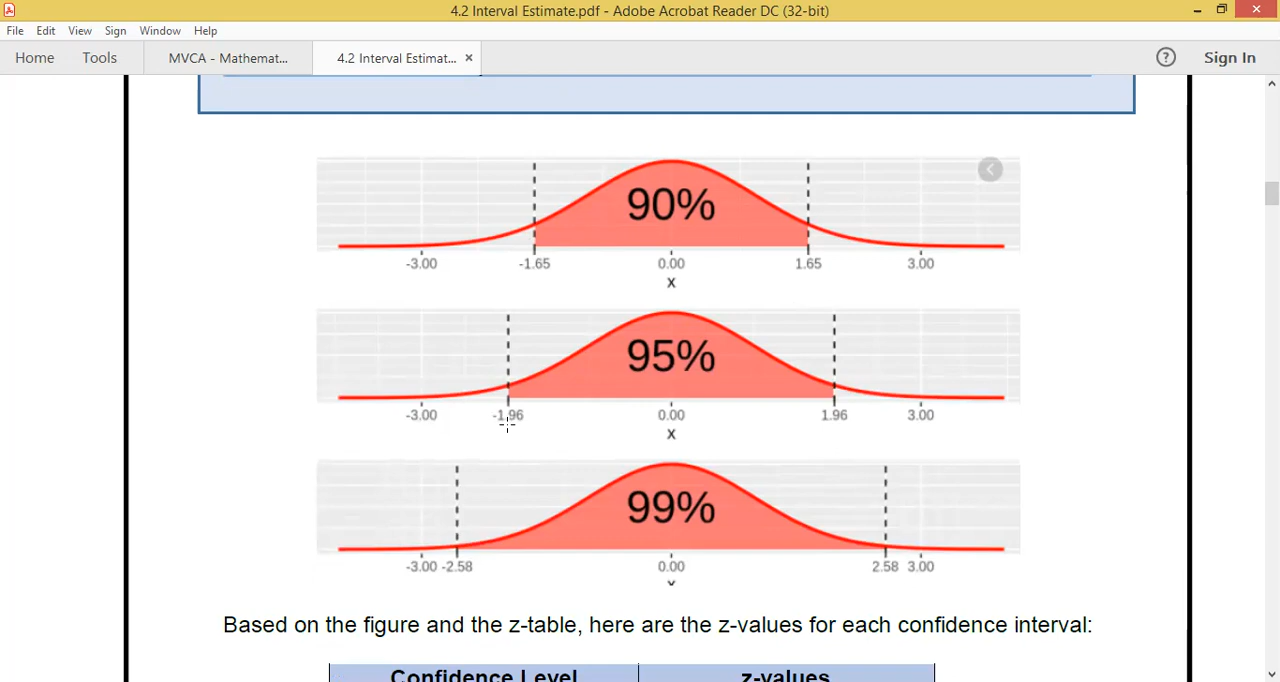 4.2 Interval Estimate.pdf - Adobe Acrobat Reader DC (32-bit)
File Edit View Sign Window Help
Home Tools MVCA - Mathemat... 4.2 Interval Estimat... × ? Sign In
90%
-3.00 -1.65 0.00 1.65 3.00
X
95%
-3.00 -1.96 0.00 1.96 3.00
X
99%
-3.00 -2.58 0.00 2.58 3.00
Based on the figure and the z-table, here are the z-values for each confidence interval:
Confidence Level z-values